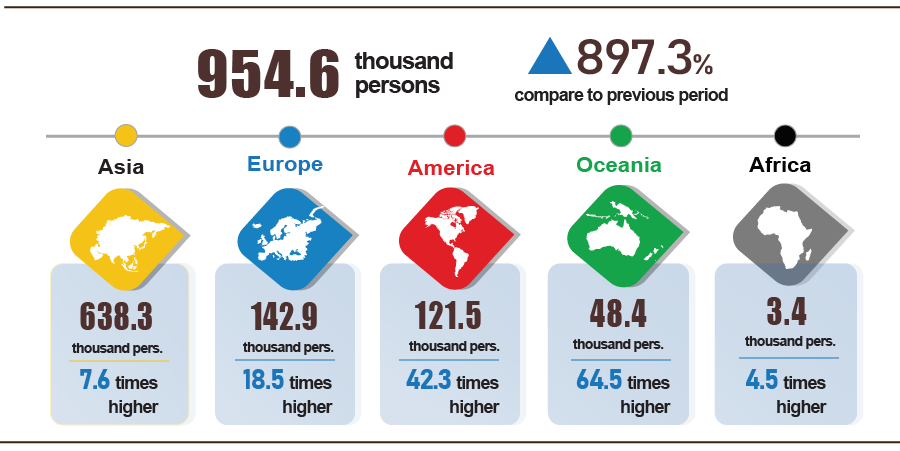 954.6 thousand
persons
897.3%
compare to previous period
Asia
Europe
America
Oceania
Africa
638.3
thousand pers.
7.6 times
higher
142.9
thousand pers.
18.5 times
higher
121.5
thousand pers.
42.3 times
higher
48.4
thousand pers.
64.5 times
higher
3.4
thousand pers.
4.5 times
higher